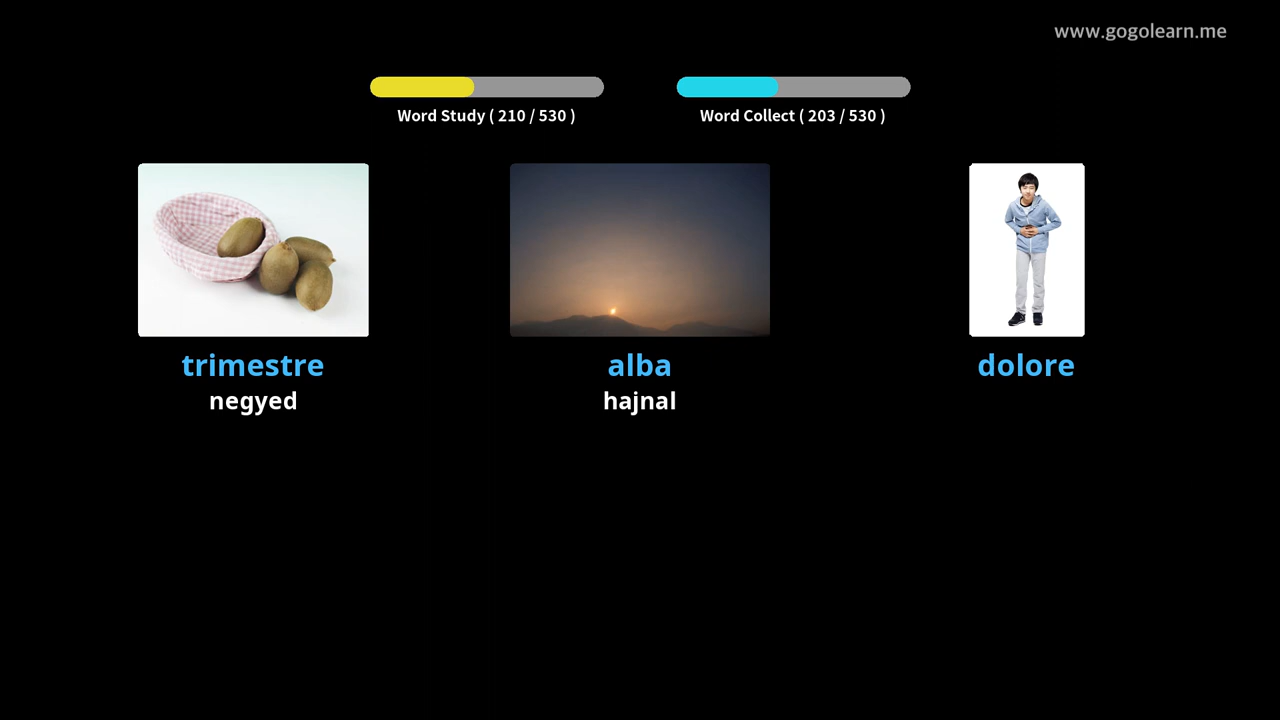 www.gogolearn.me
Word Study ( 210 / 530 )
Word Collect ( 203 / 530 )
trimestre
negyed
alba
hajnal
dolore